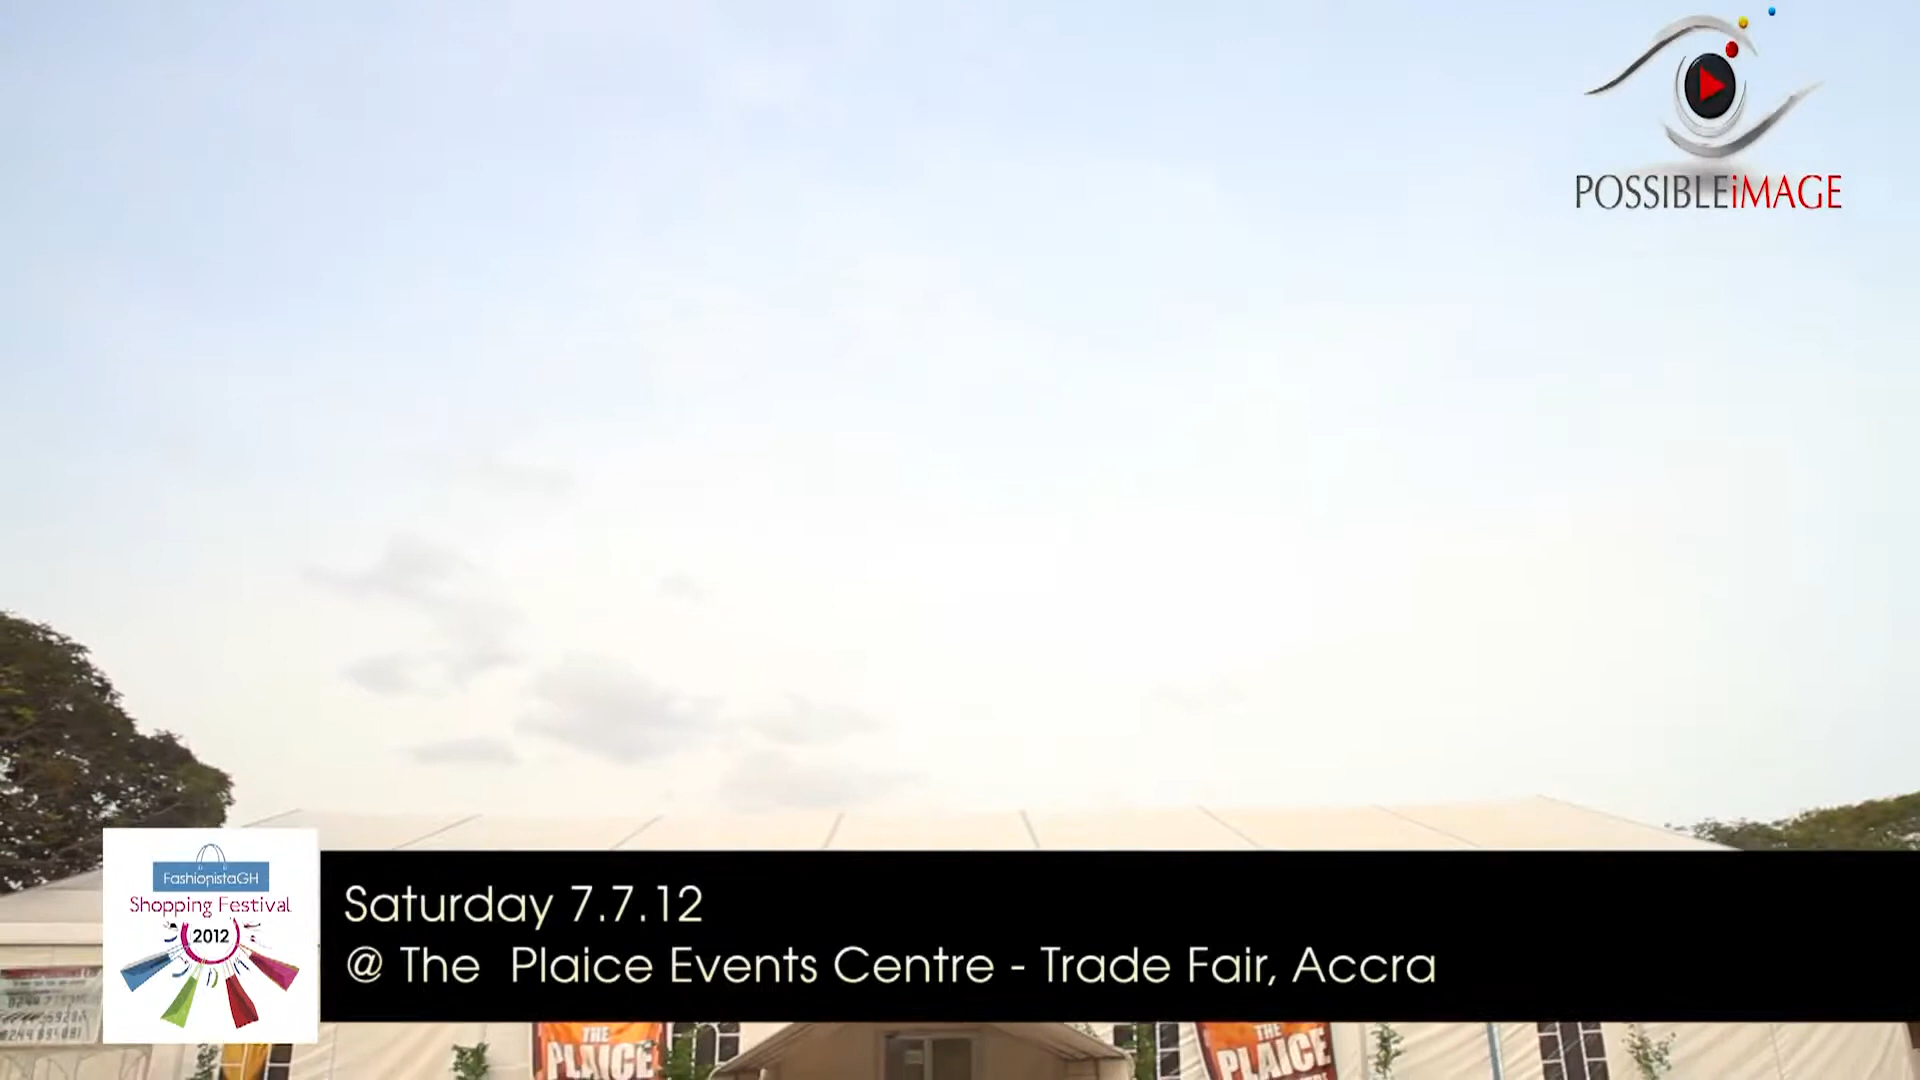 POSSIBLEiMAGE
FashionistaGH
Shopping Festival
2012
Saturday 7.7.12
@ The Plaice Events Centre - Trade Fair, Accra
THE
PLAICE
THE
PLAICE